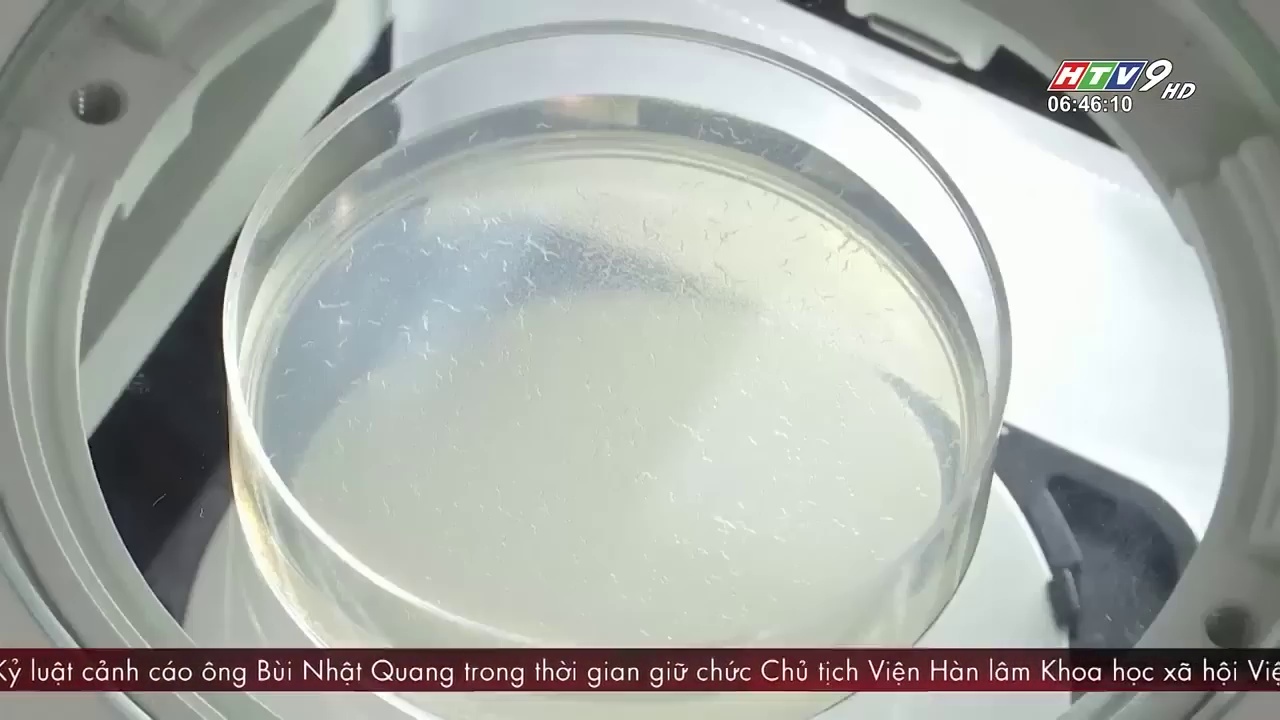 HTV9 HD
06:46:10
Kỷ luật cảnh cáo ông Bùi Nhật Quang trong thời gian giữ chức Chủ tịch Viện Hàn lâm Khoa học xã hội